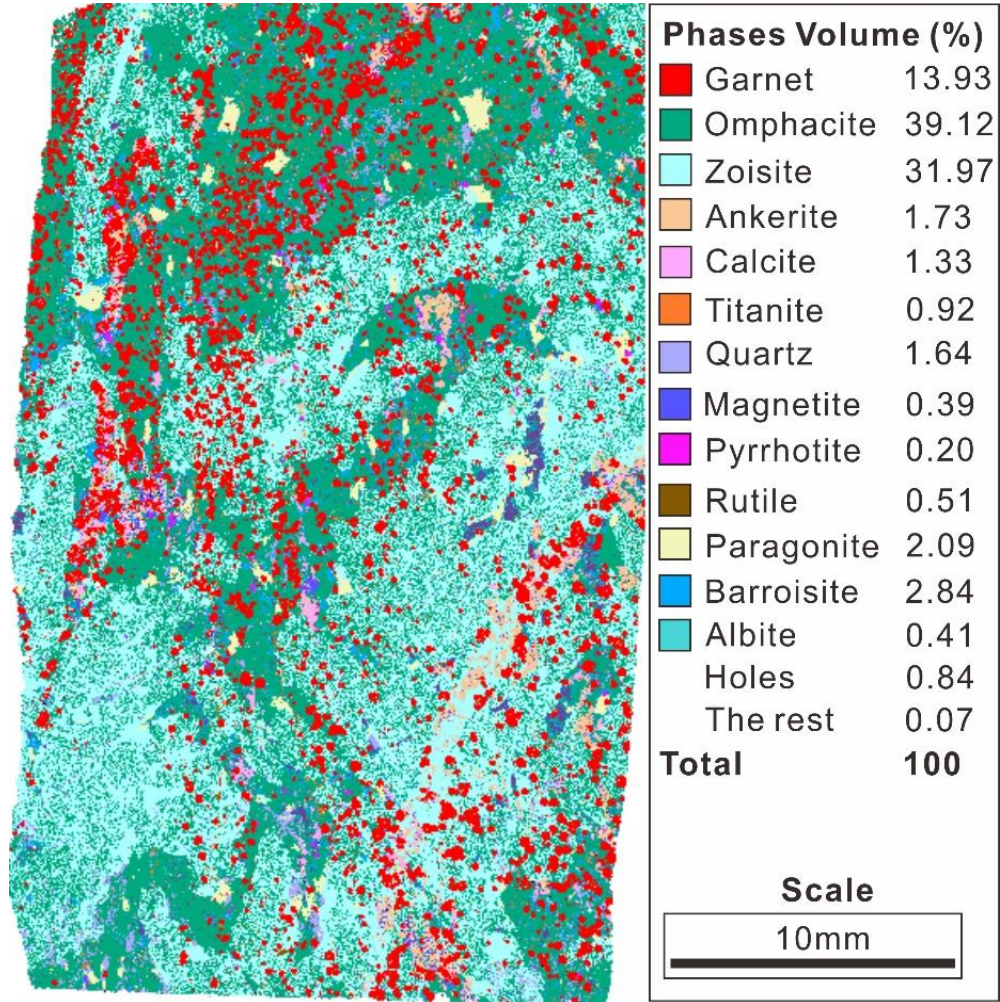 Phases Volume (%)
Garnet 13.93
Omphacite 39.12
Zoisite 31.97
Ankerite 1.73
Calcite 1.33
Titanite 0.92
Quartz 1.64
Magnetite 0.39
Pyrrhotite 0.20
Rutile 0.51
Paragonite 2.09
Barroisite 2.84
Albite 0.41
Holes 0.84
The rest 0.07
Total 100
Scale
10mm